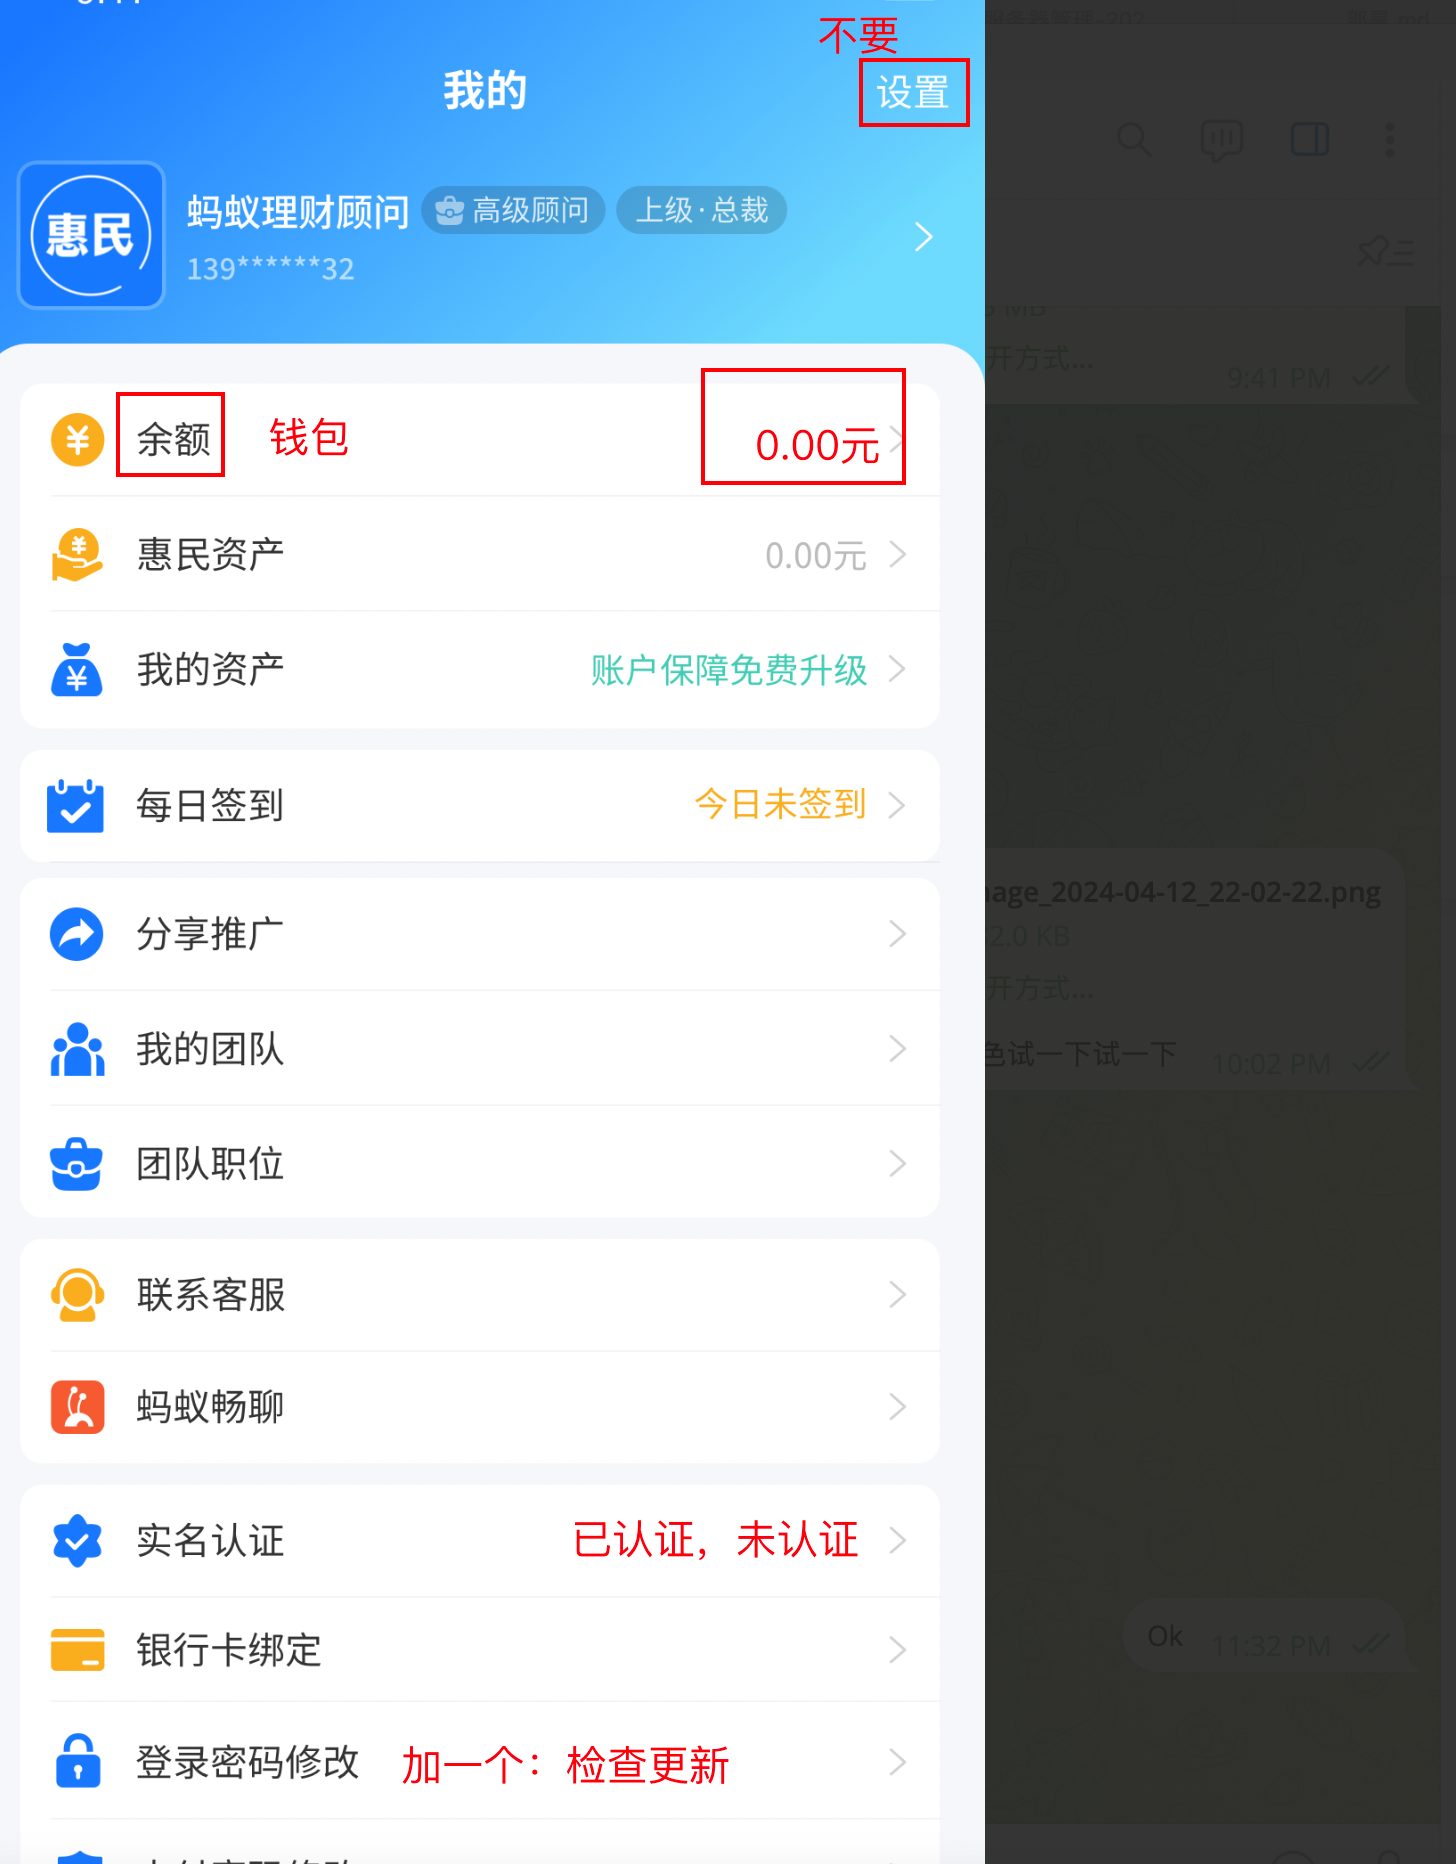 不要
我的
设置
惠民
蚂蚁理财顾问
高级顾问
上级·总裁
139******32
余额
钱包
0.00元
惠民资产
0.00元
我的资产
账户保障免费升级
每日签到
今日未签到
分享推广
我的团队
团队职位
联系客服
蚂蚁畅聊
实名认证
已认证，未认证
银行卡绑定
登录密码修改
加一个：检查更新
MB
开方式...
9:41 PM
age_2024-04-12_22-02-22.png
2.0 KB
开方式...
色试一下试一下
10:02 PM
Ok
11:32 PM